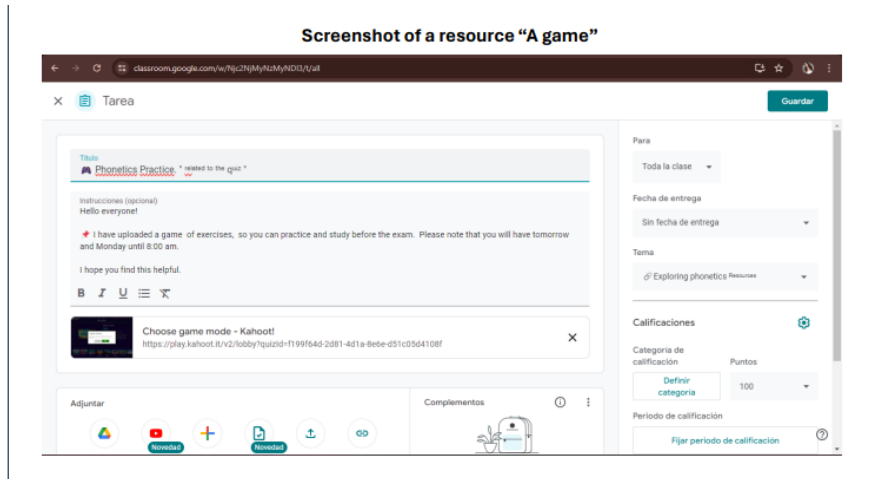 Screenshot of a resource “A game”
classroom.google.com/w/Njc2NjMyNzMyNDI3/t/all
Tarea
Guardar
Título
Phonetics Practice. * related to the quiz *
Instrucciones (opcional)
Hello everyone!
I have uploaded a game of exercises, so you can practice and study before the exam. Please note that you will have tomorrow
and Monday until 8:00 am.
I hope you find this helpful.
B I U
Choose game mode - Kahoot!
https://play.kahoot.it/v2/lobby?quizId=f199f64d-2d81-4d1a-8e6e-d51c05d4108f
Adjuntar
Novedad
Novedad
Complementos
Para
Toda la clase
Fecha de entrega
Sin fecha de entrega
Tema
Exploring phonetics Resources
Calificaciones
Categoría de
calificación
Puntos
Definir
categoría
100
Periodo de calificación
Fijar periodo de calificación